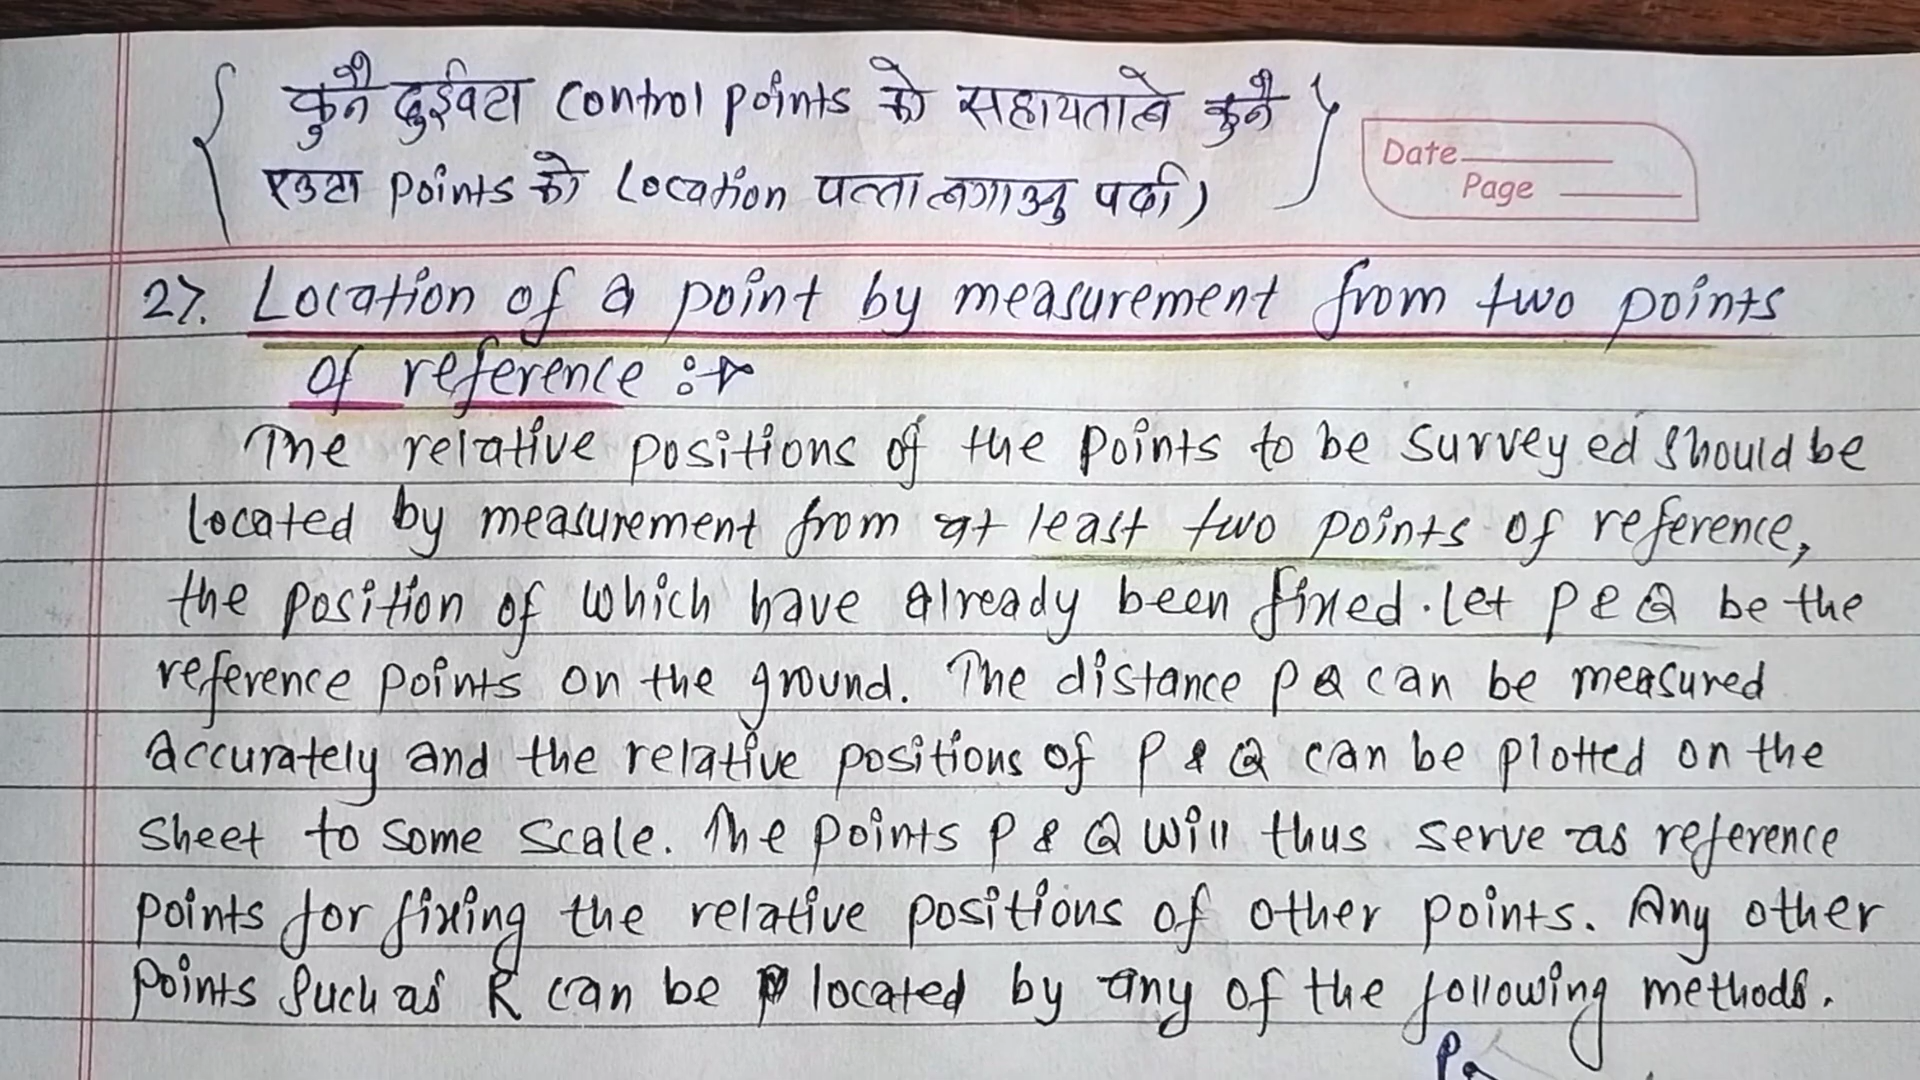 { कुनै दुईवटा control points को सहायताले कुनै }
एउटा points को Location पत्ता लगाउनु पर्दा)
Date
Page
2>. Location of a point by measurement from two points
of reference :→
The relative positions of the points to be surveyed should be
located by measurement from at least two points of reference,
the position of which have already been fixed. Let P & Q be the
reference points on the ground. The distance PQ can be measured
accurately and the relative positions of P & Q can be plotted on the
sheet to some scale. The points P & Q will thus serve as reference
points for fixing the relative positions of other points. Any other
points such as R can be located by any of the following methods.
P